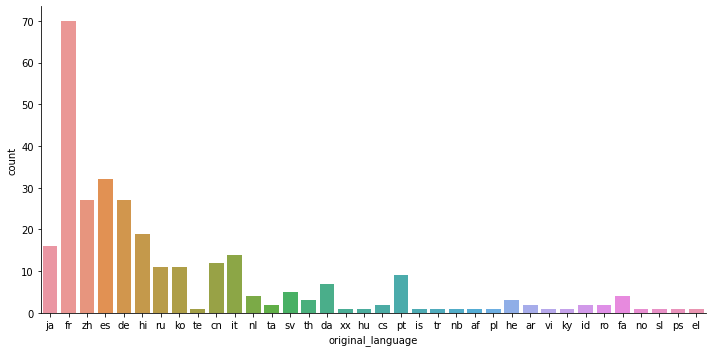 70
60
50
40
30
20
10
0
count
ja fr zh es de hi ru ko te cn it nl ta sv th da xx hu cs pt is tr nb af pl he ar vi ky id ro fa no sl ps el
original_language